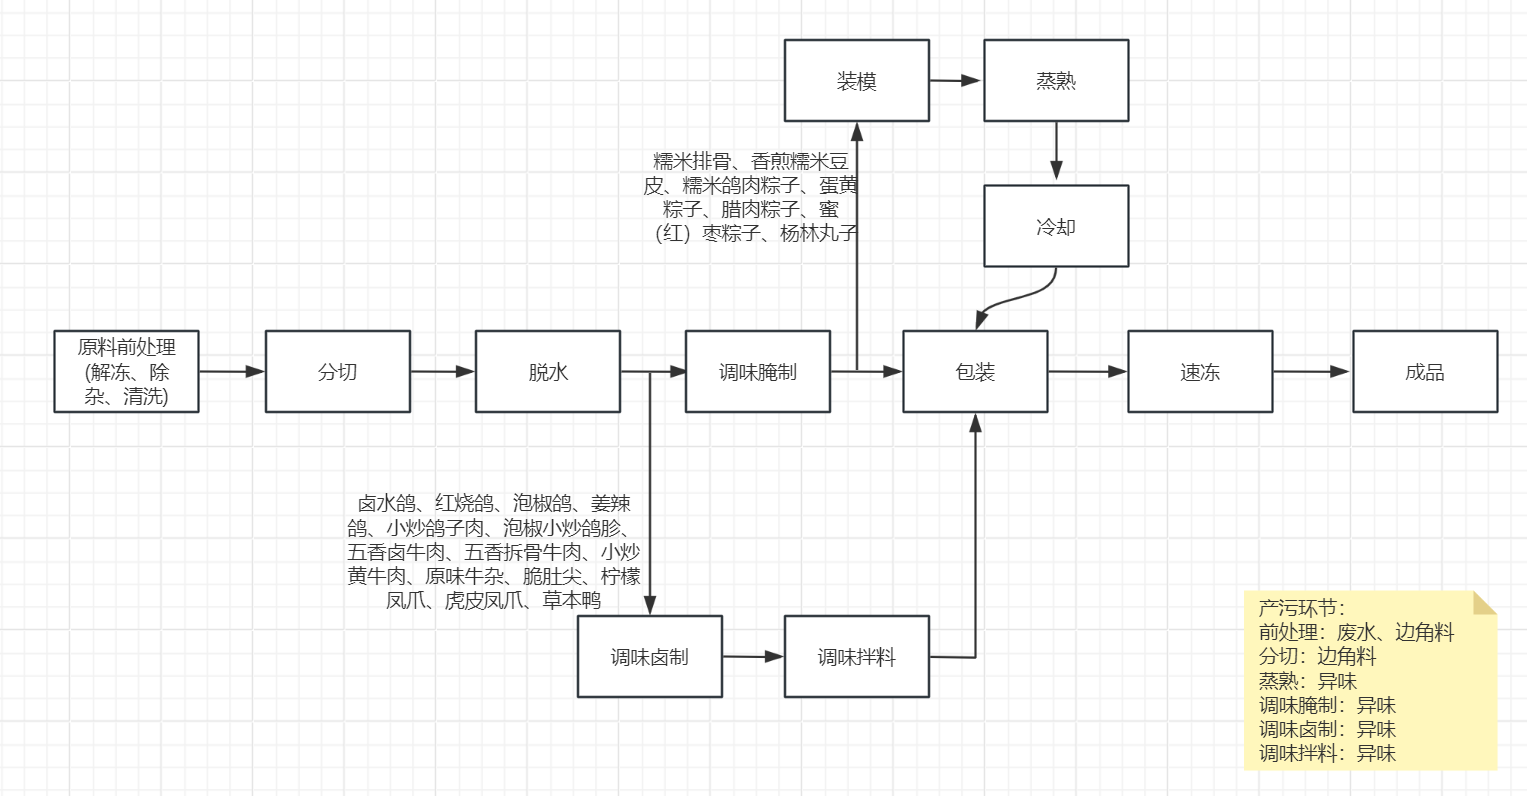 装模
蒸熟
糯米排骨、香煎糯米豆
皮、糯米鸽肉粽子、蛋黄
粽子、腊肉粽子、蜜
（红）枣粽子、杨林丸子
冷却
原料前处理
(解冻、除
杂、清洗)
分切
脱水
调味腌制
包装
速冻
成品
卤水鸽、红烧鸽、泡椒鸽、姜辣
鸽、小炒鸽子肉、泡椒小炒鸽胗、
五香卤牛肉、五香拆骨牛肉、小炒
黄牛肉、原味牛杂、脆肚尖、柠檬
凤爪、虎皮凤爪、草本鸭
调味卤制
调味拌料
产污环节：
前处理：废水、边角料
分切：边角料
蒸熟：异味
调味腌制：异味
调味卤制：异味
调味拌料：异味